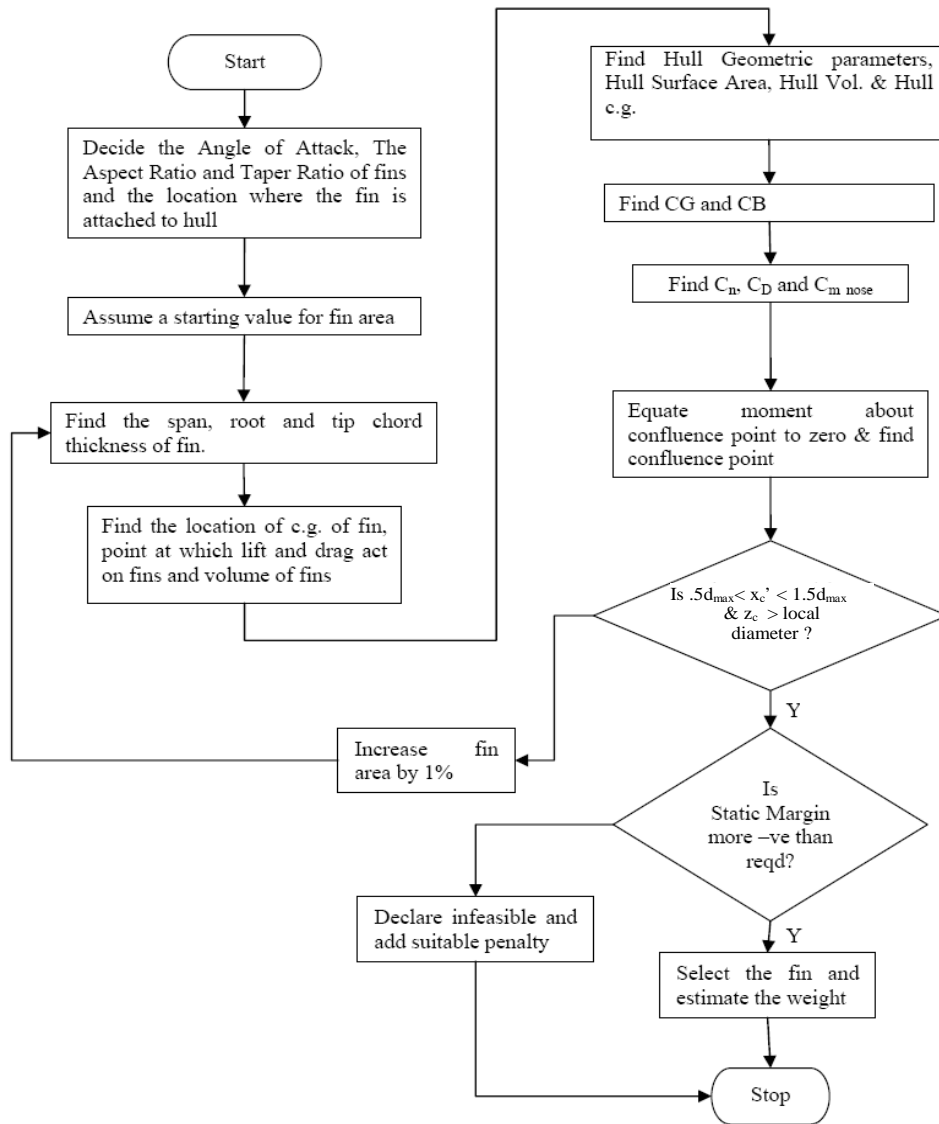 Start
Decide the Angle of Attack, The
Aspect Ratio and Taper Ratio of fins
and the location where the fin is
attached to hull
Assume a starting value for fin area
Find the span, root and tip chord
thickness of fin.
Find the location of c.g. of fin,
point at which lift and drag act
on fins and volume of fins
Find Hull Geometric parameters,
Hull Surface Area, Hull Vol. & Hull
c.g.
Find CG and CB
Find Cn, CD and Cm nose
Equate moment about
confluence point to zero & find
confluence point
Is .5dmax< xc’ < 1.5dmax
& zc > local
diameter ?
Y
Increase fin
area by 1%
Is
Static Margin
more –ve than
reqd?
Y
Declare infeasible and
add suitable penalty
Select the fin and
estimate the weight
Stop